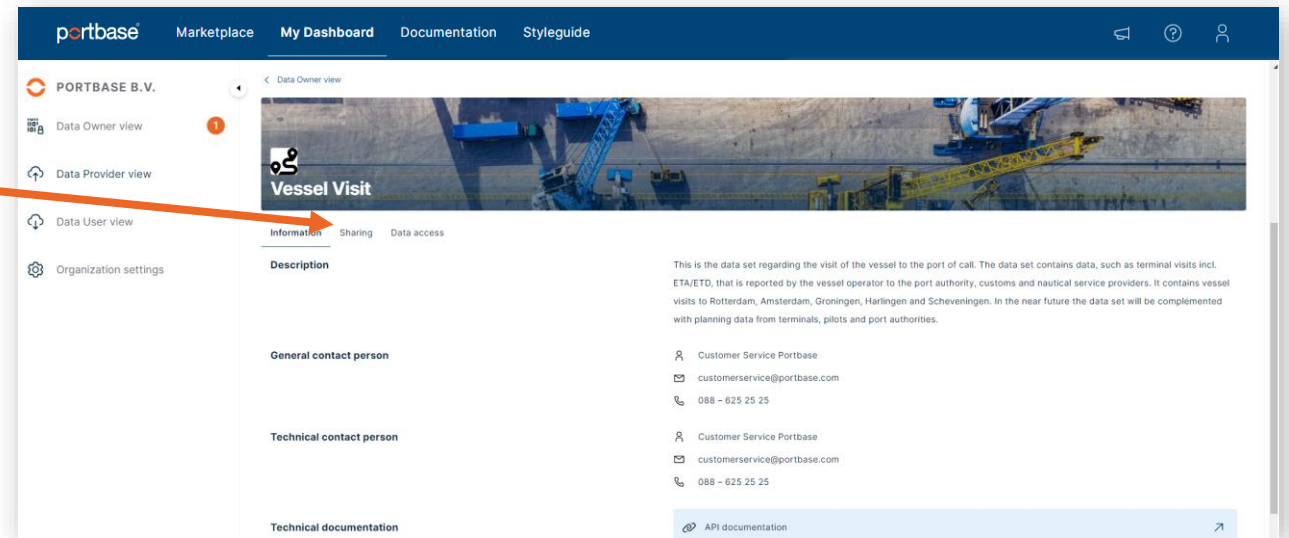 portbase Marketplace My Dashboard Documentation Styleguide
PORTBASE B.V.
Data Owner view 1
Data Provider view
Data User view
Organization settings
Data Owner view
Vessel Visit
Information Sharing Data access
Description
This is the data set regarding the visit of the vessel to the port of call. The data set contains data, such as terminal visits incl.
ETA/ETD, that is reported by the vessel operator to the port authority, customs and nautical service providers. It contains vessel
visits to Rotterdam, Amsterdam, Groningen, Harlingen and Scheveningen. In the near future the data set will be complemented
with planning data from terminals, pilots and port authorities.
General contact person
Customer Service Portbase
customerservice@portbase.com
088 – 625 25 25
Technical contact person
Customer Service Portbase
customerservice@portbase.com
088 – 625 25 25
Technical documentation
API documentation